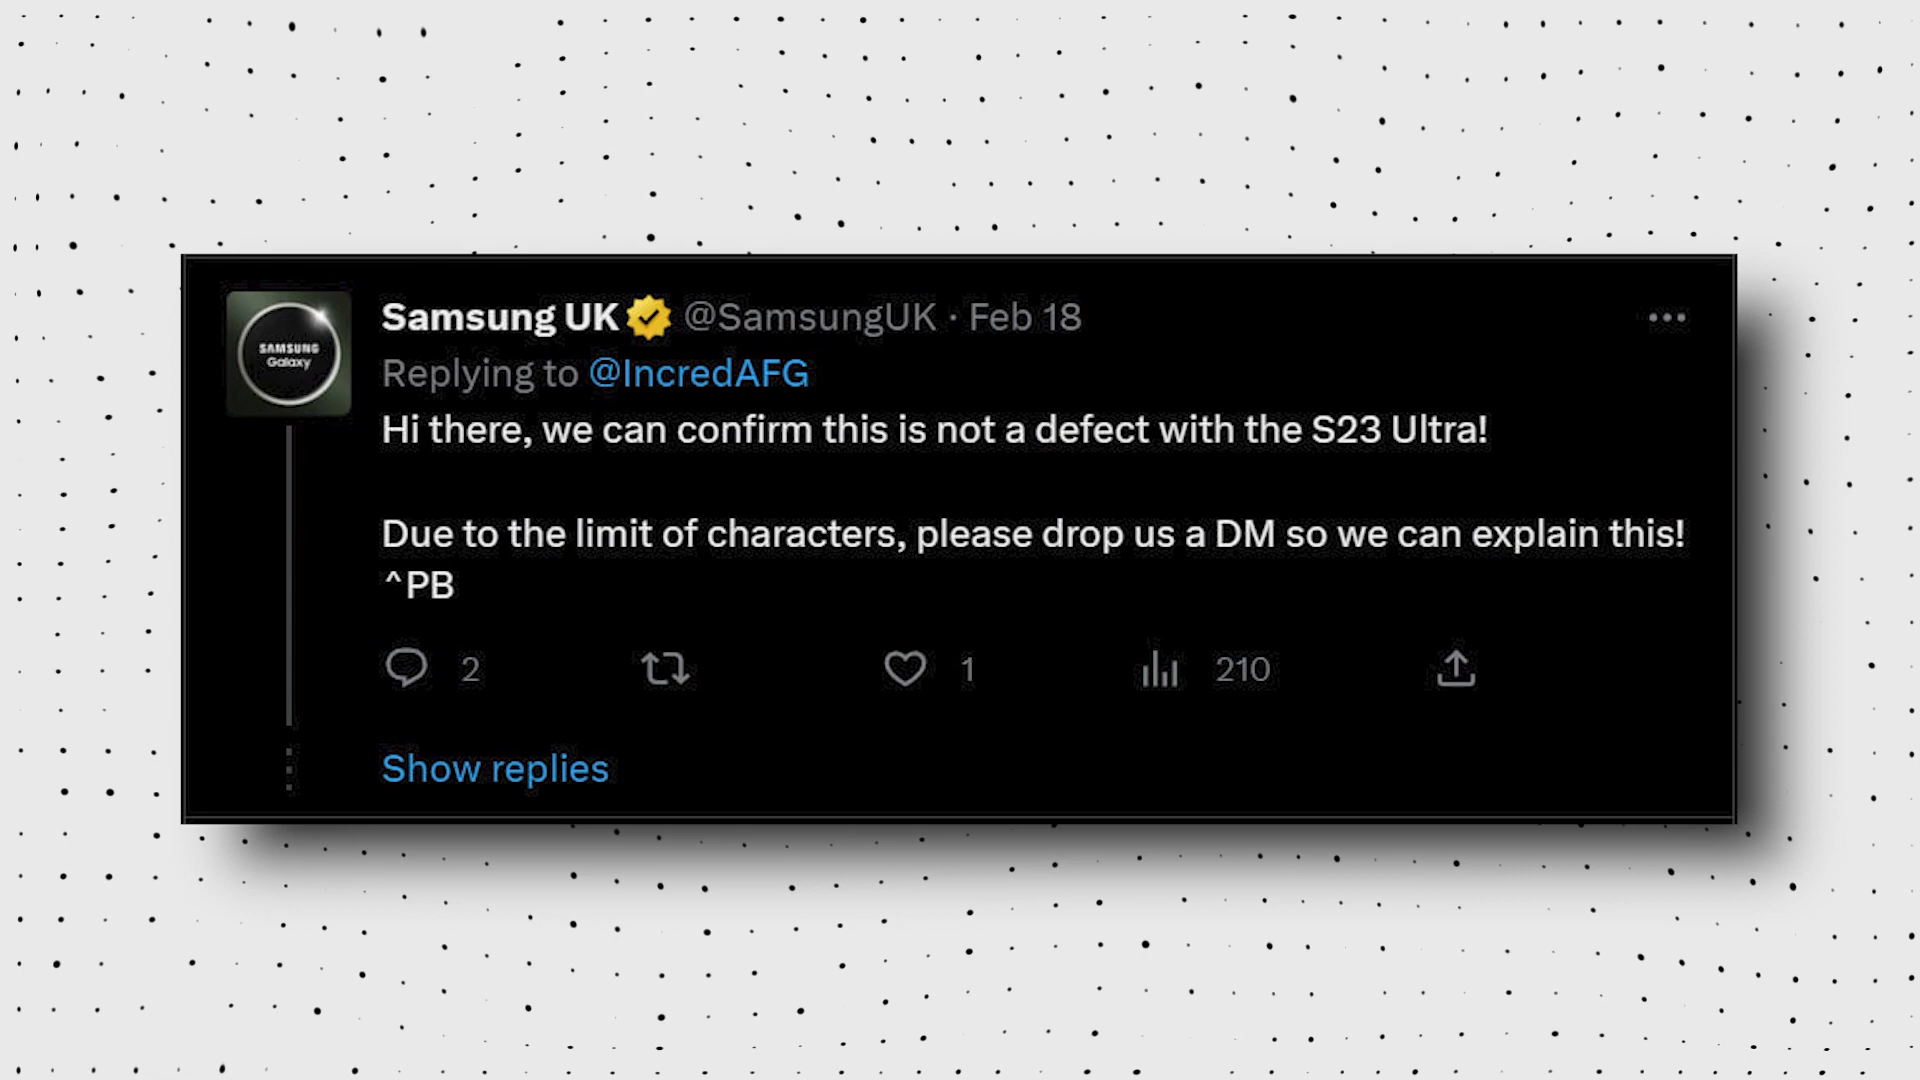 Samsung UK @SamsungUK · Feb 18
SAMSUNG
Galaxy
Replying to @IncredAFG
Hi there, we can confirm this is not a defect with the S23 Ultra!
Due to the limit of characters, please drop us a DM so we can explain this!
^PB
2 1 210
Show replies